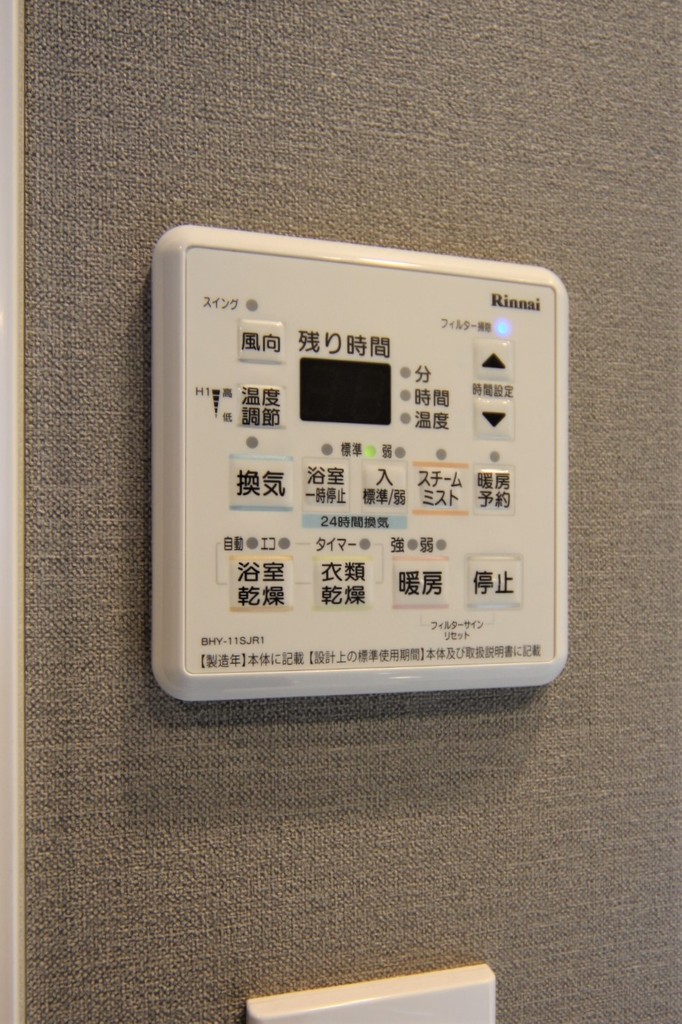 Rinnai
スイング
フィルター掃除
風向
残り時間
分
時間
温度
時間設定
H1 高
低
温度
調節
標準 弱
換気
浴室
一時停止
入
標準/弱
スチーム
ミスト
暖房
予約
24時間換気
自動 エコ タイマー 強 弱
浴室
乾燥
衣類
乾燥
暖房
停止
フィルターサイン
リセット
BHY-11SJR1
【製造年】本体に記載【設計上の標準使用期間】本体及び取扱説明書に記載